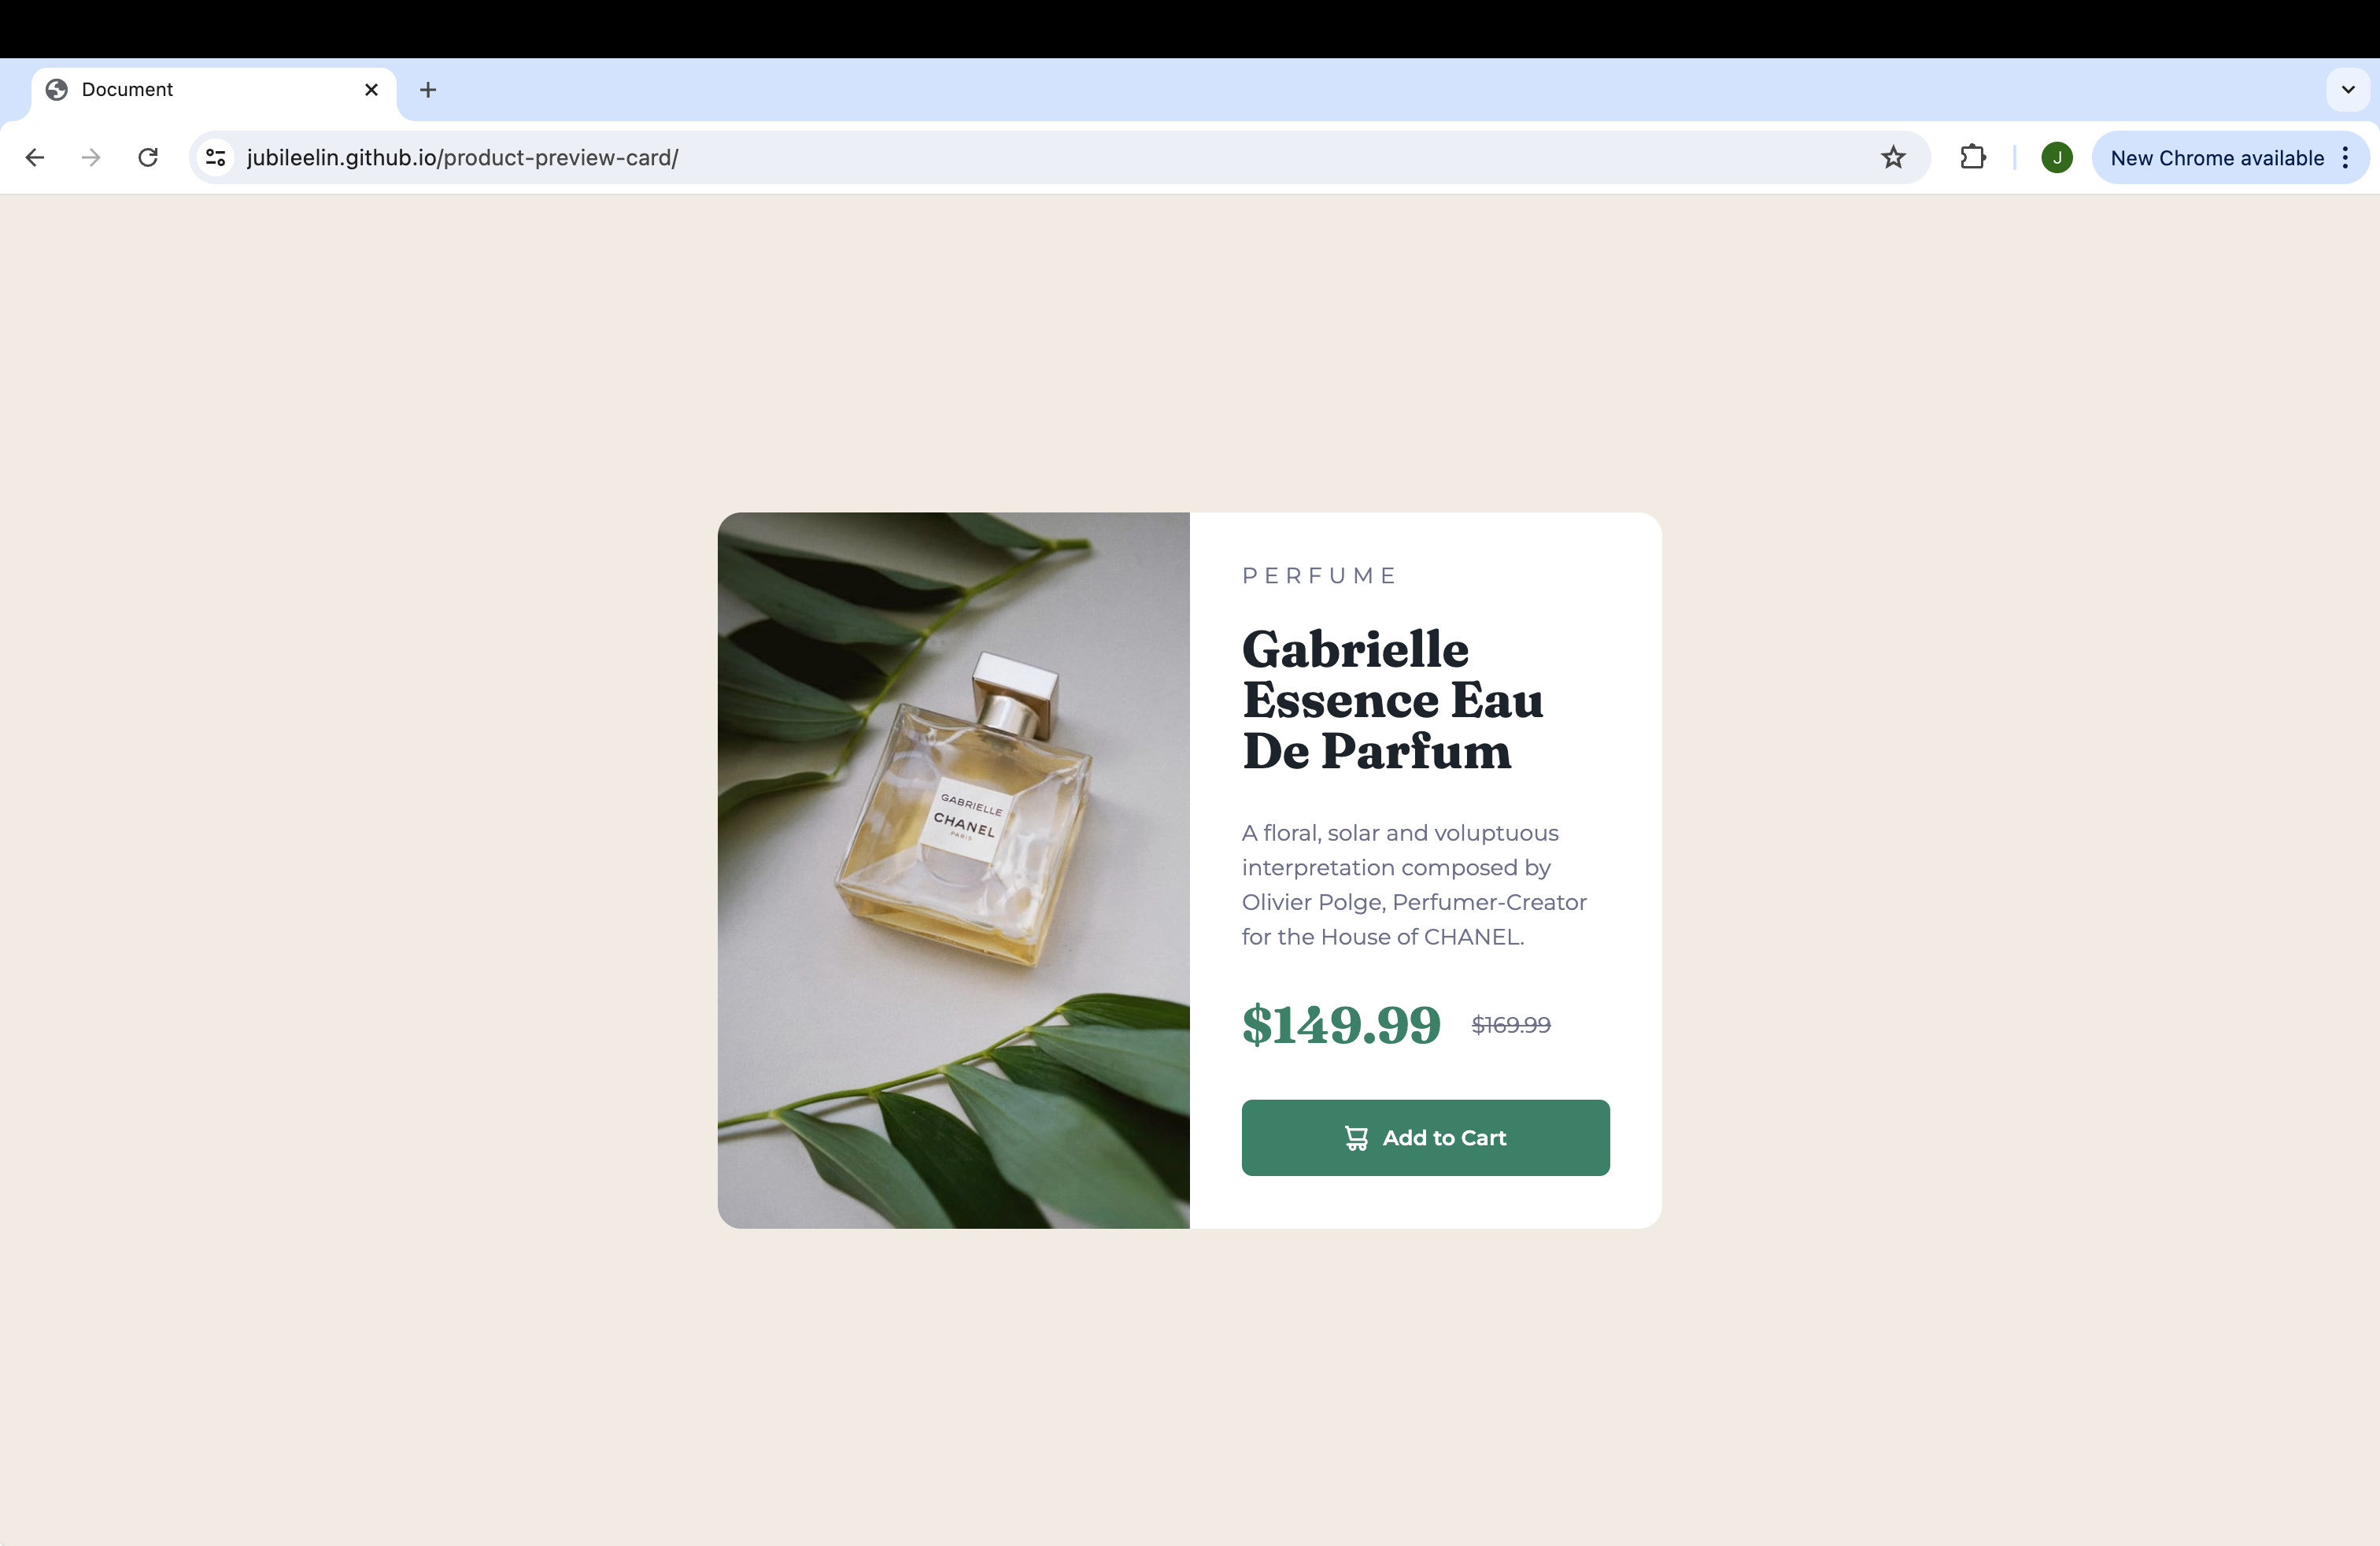 Document
jubileelin.github.io/product-preview-card/
J
New Chrome available
PERFUME
Gabrielle
Essence Eau
De Parfum
A floral, solar and voluptuous
interpretation composed by
Olivier Polge, Perfumer-Creator
for the House of CHANEL.
$149.99 $169.99
Add to Cart
GABRIELLE
CHANEL
PARIS